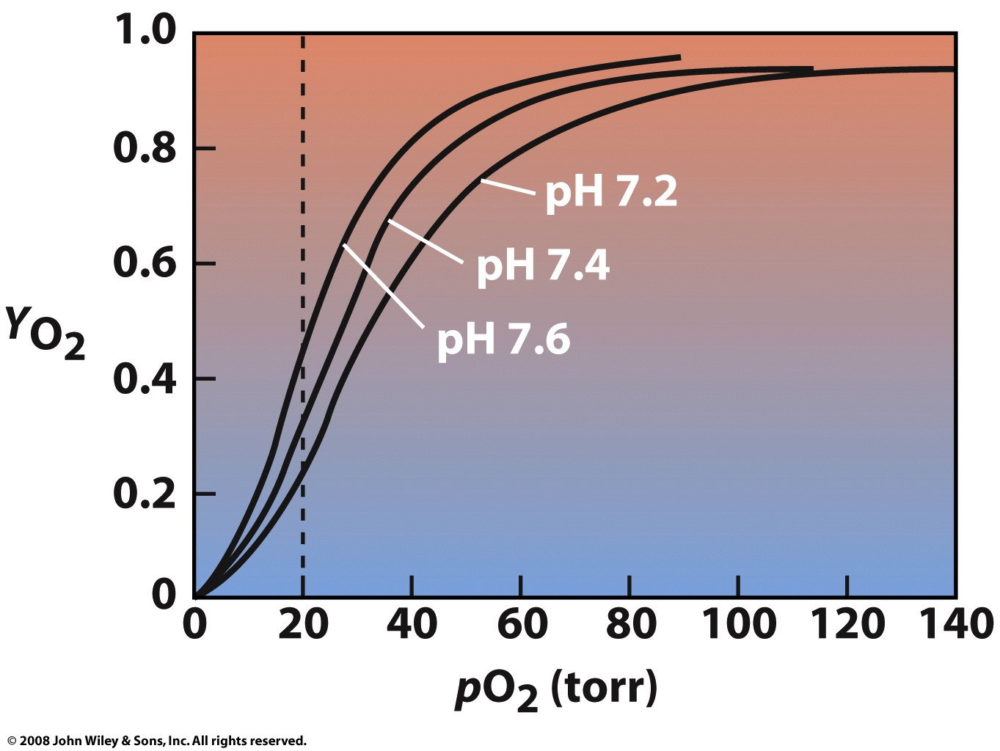 1.0
0.8
0.6
0.4
0.2
0
YO2
pH 7.2
pH 7.4
pH 7.6
0 20 40 60 80 100 120 140
pO2 (torr)
© 2008 John Wiley & Sons, Inc. All rights reserved.